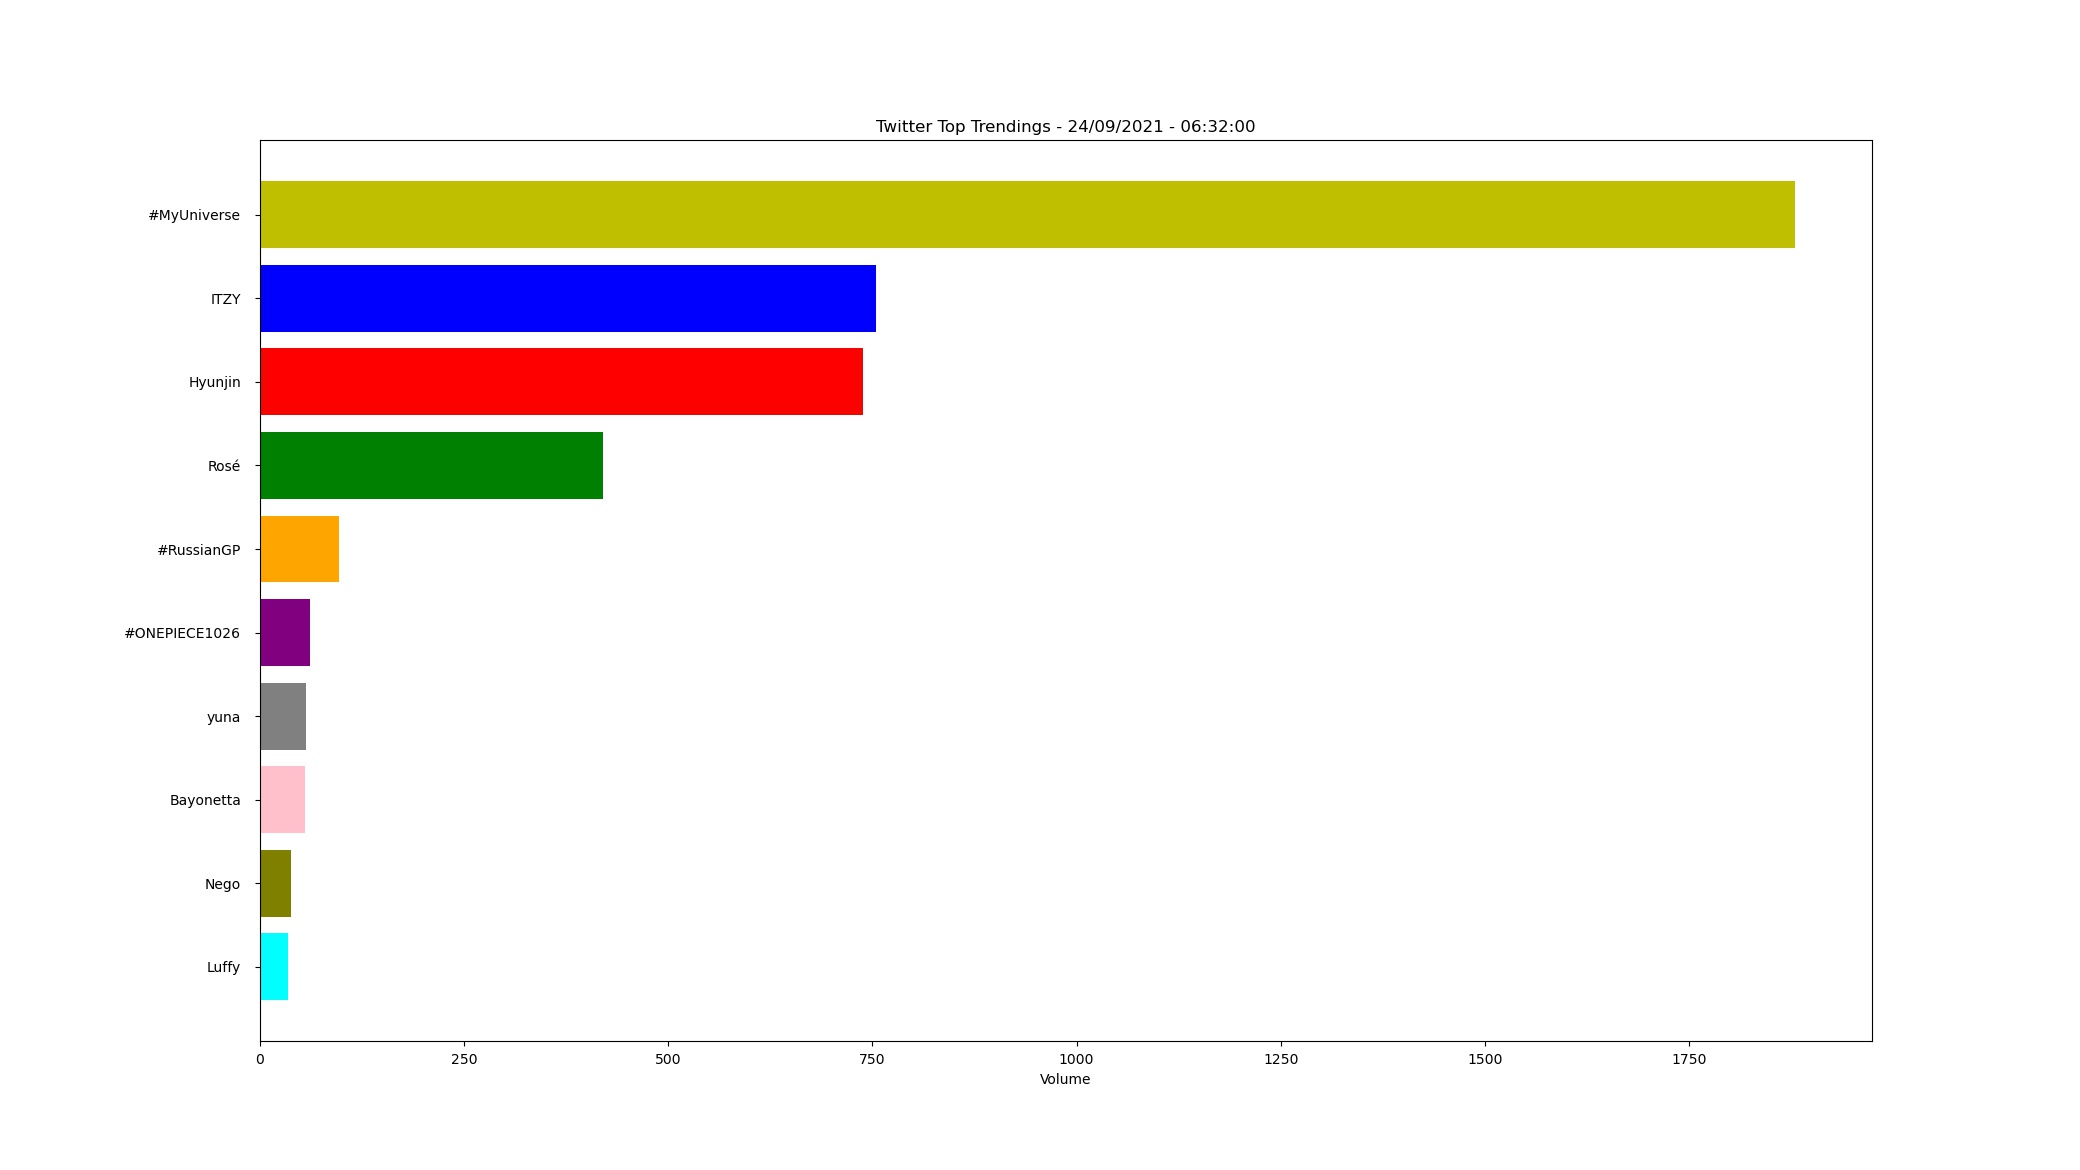 Twitter Top Trendings - 24/09/2021 - 06:32:00
#MyUniverse
ITZY
Hyunjin
Rosé
#RussianGP
#ONEPIECE1026
yuna
Bayonetta
Nego
Luffy
0 250 500 750 1000 1250 1500 1750
Volume